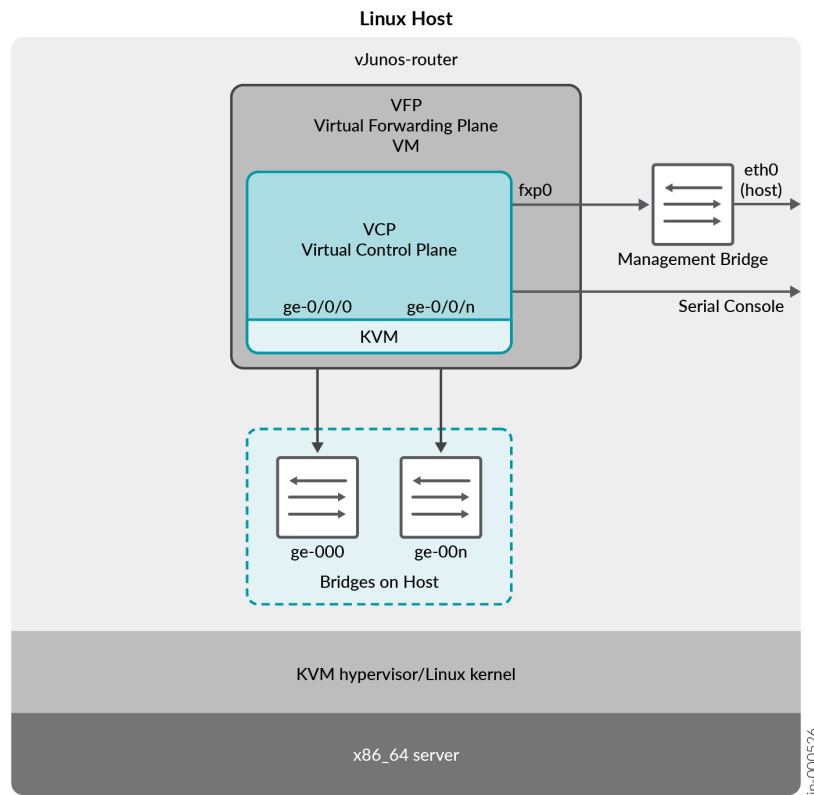 Linux Host
vJunos-router
VFP
Virtual Forwarding Plane
VM
fxp0
eth0
(host)
VCP
Virtual Control Plane
Management Bridge
ge-0/0/0
ge-0/0/n
Serial Console
KVM
ge-000
ge-00n
Bridges on Host
KVM hypervisor/Linux kernel
x86_64 server
jn-000526